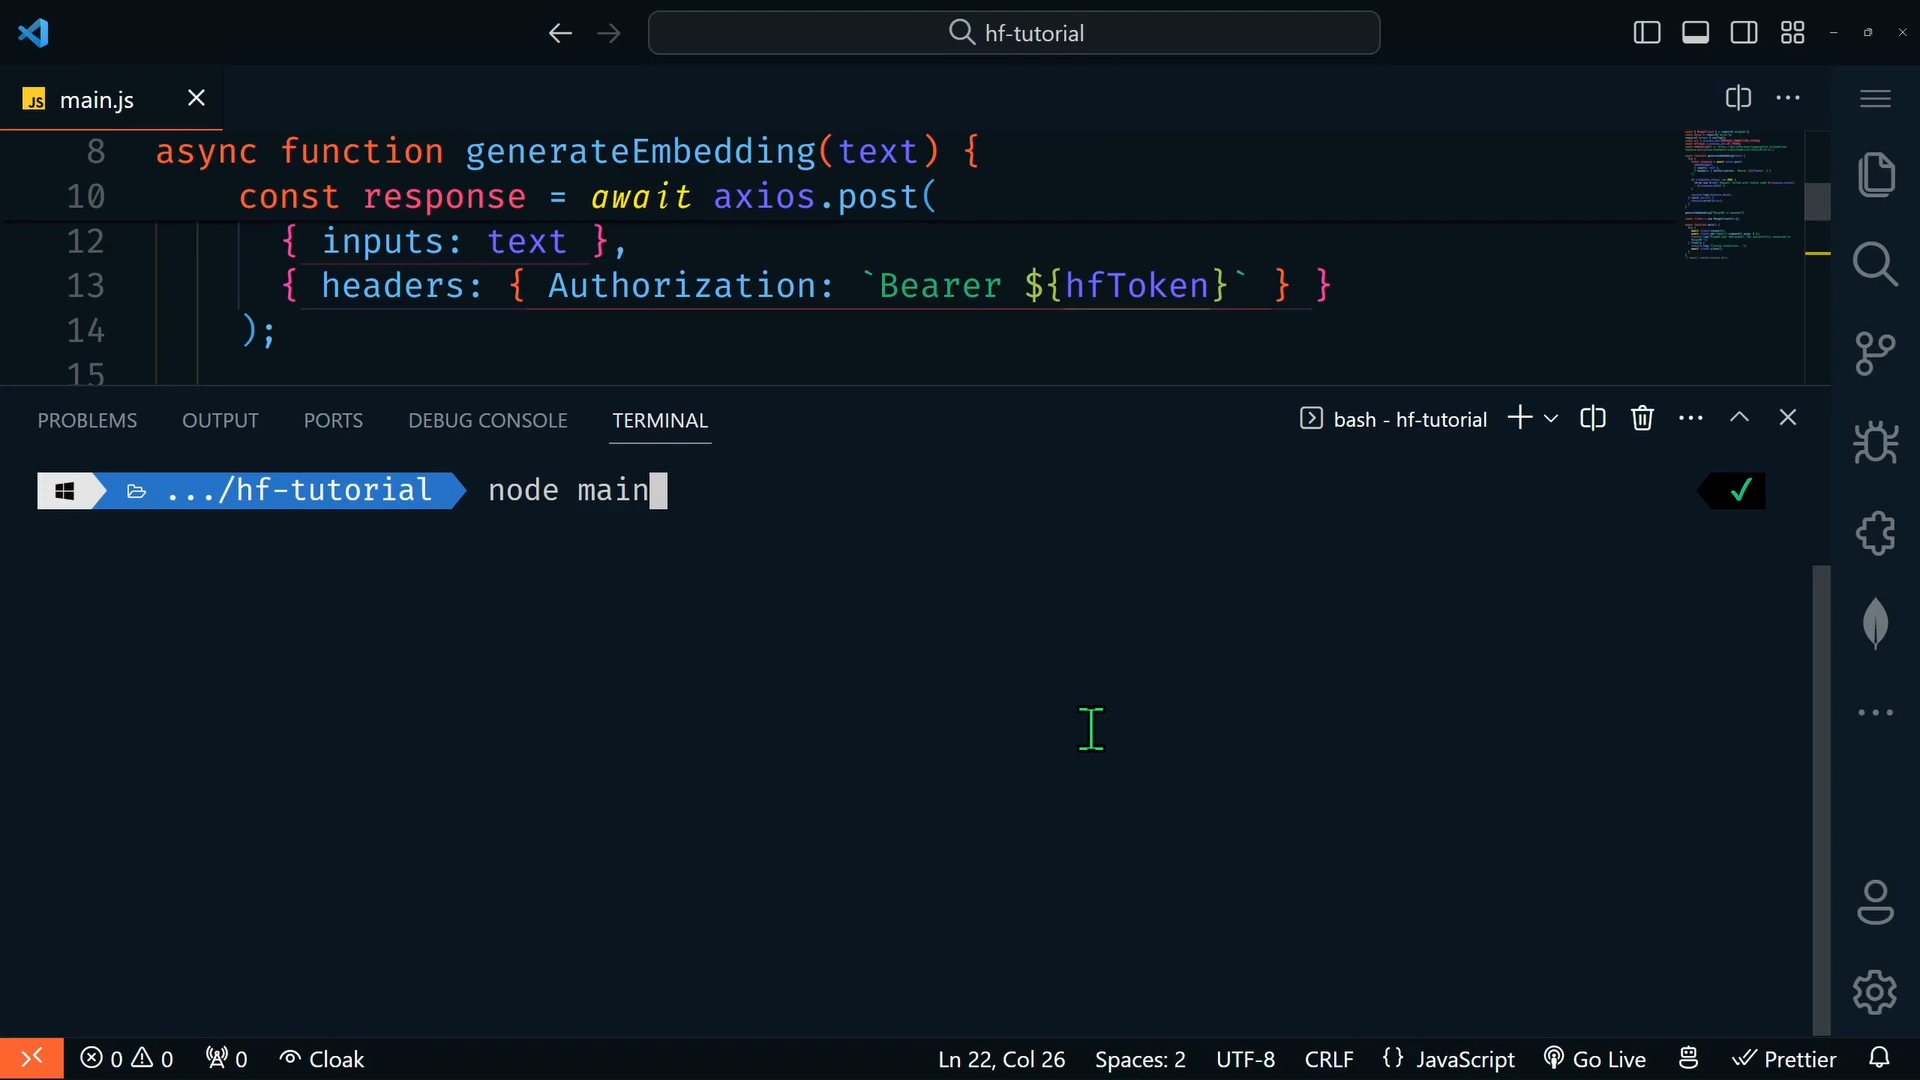 hf-tutorial
JS main.js
8 async function generateEmbedding(text) {
10 const response = await axios.post(
12 { inputs: text },
13 { headers: { Authorization: `Bearer ${hfToken}` } }
14 );
15
PROBLEMS OUTPUT PORTS DEBUG CONSOLE TERMINAL bash - hf-tutorial
.../hf-tutorial node main
0 0 0 Cloak Ln 22, Col 26 Spaces: 2 UTF-8 CRLF {} JavaScript Go Live Prettier